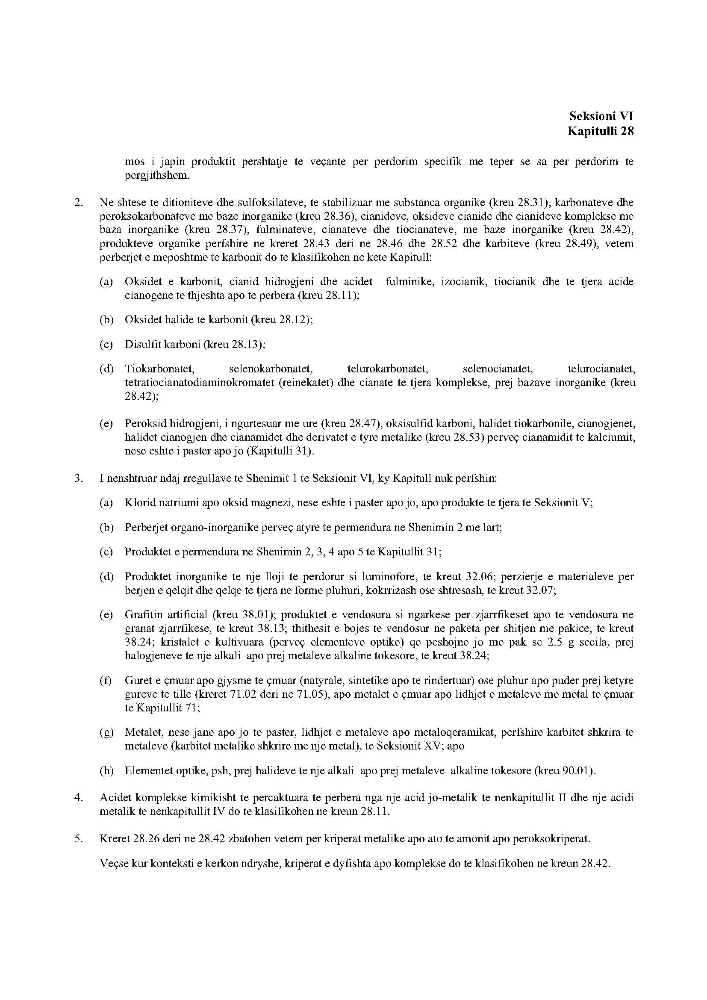 Seksioni VI
Kapitulli 28
mos i japin produktit pershtatje te veçante per perdorim specifik me teper se sa per perdorim te
pergjithshem.
2. Ne shtese te ditioniteve dhe sulfoksilateve, te stabilizuar me substanca organike (kreu 28.31), karbonateve dhe
peroksokarbonateve me baze inorganike (kreu 28.36), cianideve, oksideve cianide dhe cianideve komplekse me
baza inorganike (kreu 28.37), fulminateve, cianateve dhe tiocianateve, me baze inorganike (kreu 28.42),
produkteve organike perfshire ne kreret 28.43 deri ne 28.46 dhe 28.52 dhe karbiteve (kreu 28.49), vetem
perberjet e meposhtme te karbonit do te klasifikohen ne kete Kapitull:
(a) Oksidet e karbonit, cianid hidrogjeni dhe acidet fulminike, izocianik, tiocianik dhe te tjera acide
cianogene te thjeshta apo te perbera (kreu 28.11);
(b) Oksidet halide te karbonit (kreu 28.12);
(c) Disulfit karboni (kreu 28.13);
(d) Tiokarbonatet, selenokarbonatet, telurokarbonatet, selenocianatet, telurocianatet,
tetratiocianatodiaminokromatet (reinekatet) dhe cianate te tjera komplekse, prej bazave inorganike (kreu
28.42);
(e) Peroksid hidrogjeni, i ngurtesuar me ure (kreu 28.47), oksisulfid karboni, halidet tiokarbonile, cianogjenet,
halidet cianogjen dhe cianamidet dhe derivatet e tyre metalike (kreu 28.53) perveç cianamidit te kalciumit,
nese eshte i paster apo jo (Kapitulli 31).
3. I nenshtruar ndaj rregullave te Shenimit 1 te Seksionit VI, ky Kapitull nuk perfshin:
(a) Klorid natriumi apo oksid magnezi, nese eshte i paster apo jo, apo produkte te tjera te Seksionit V;
(b) Perberjet organo-inorganike perveç atyre te permendura ne Shenimin 2 me lart;
(c) Produktet e permendura ne Shenimin 2, 3, 4 apo 5 te Kapitullit 31;
(d) Produktet inorganike te nje lloji te perdorur si luminofore, te kreut 32.06; perzierje e materialeve per
berjen e qelqit dhe qelqe te tjera ne forme pluhuri, kokrrizash ose shtresash, te kreut 32.07;
(e) Grafitin artificial (kreu 38.01); produktet e vendosura si ngarkese per zjarrfikeset apo te vendosura ne
granat zjarrfikese, te kreut 38.13; thithesit e bojes te vendosur ne paketa per shitjen me pakice, te kreut
38.24; kristalet e kultivuara (perveç elementeve optike) qe peshojne jo me pak se 2.5 g secila, prej
halogjeneve te nje alkali apo prej metaleve alkaline tokesore, te kreut 38.24;
(f) Guret e çmuar apo gjysme te çmuar (natyrale, sintetike apo te rindertuar) ose pluhur apo puder prej ketyre
gureve te tille (kreret 71.02 deri ne 71.05), apo metalet e çmuar apo lidhjet e metaleve me metal te çmuar
te Kapitullit 71;
(g) Metalet, nese jane apo jo te paster, lidhjet e metaleve apo metaloqeramikat, perfshire karbitet shkrira te
metaleve (karbitet metalike shkrire me nje metal), te Seksionit XV; apo
(h) Elementet optike, psh, prej halideve te nje alkali apo prej metaleve alkaline tokesore (kreu 90.01).
4. Acidet komplekse kimikisht te percaktuara te perbera nga nje acid jo-metalik te nenkapitullit II dhe nje acidi
metalik te nenkapitullit IV do te klasifikohen ne kreun 28.11.
5. Kreret 28.26 deri ne 28.42 zbatohen vetem per kriperat metalike apo ato te amonit apo peroksokriperat.
Veçse kur konteksti e kerkon ndryshe, kriperat e dyfishta apo komplekse do te klasifikohen ne kreun 28.42.